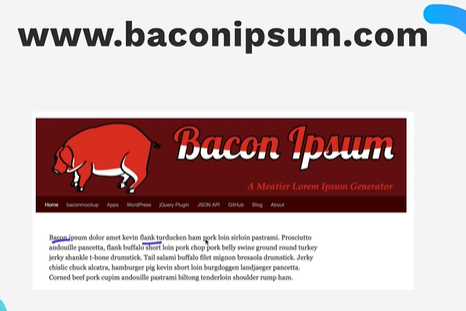 www.baconipsum.com
Bacon Ipsum
A Meatier Lorem Ipsum Generator
Home baconmockup Apps WordPress jQuery Plugin JSON API GitHub Blog About
Bacon ipsum dolor amet kevin flank turducken ham pork loin sirloin pastrami. Prosciutto
andouille pancetta, flank buffalo short loin pork chop pork belly swine ground round turkey
jerky shankle t-bone drumstick. Tail salami buffalo filet mignon bresaola drumstick. Jerky
chislic chuck alcatra, hamburger pig kevin short loin burgdoggen landjaeger pancetta.
Corned beef pork cupim andouille pastrami biltong tenderloin shoulder rump ham.